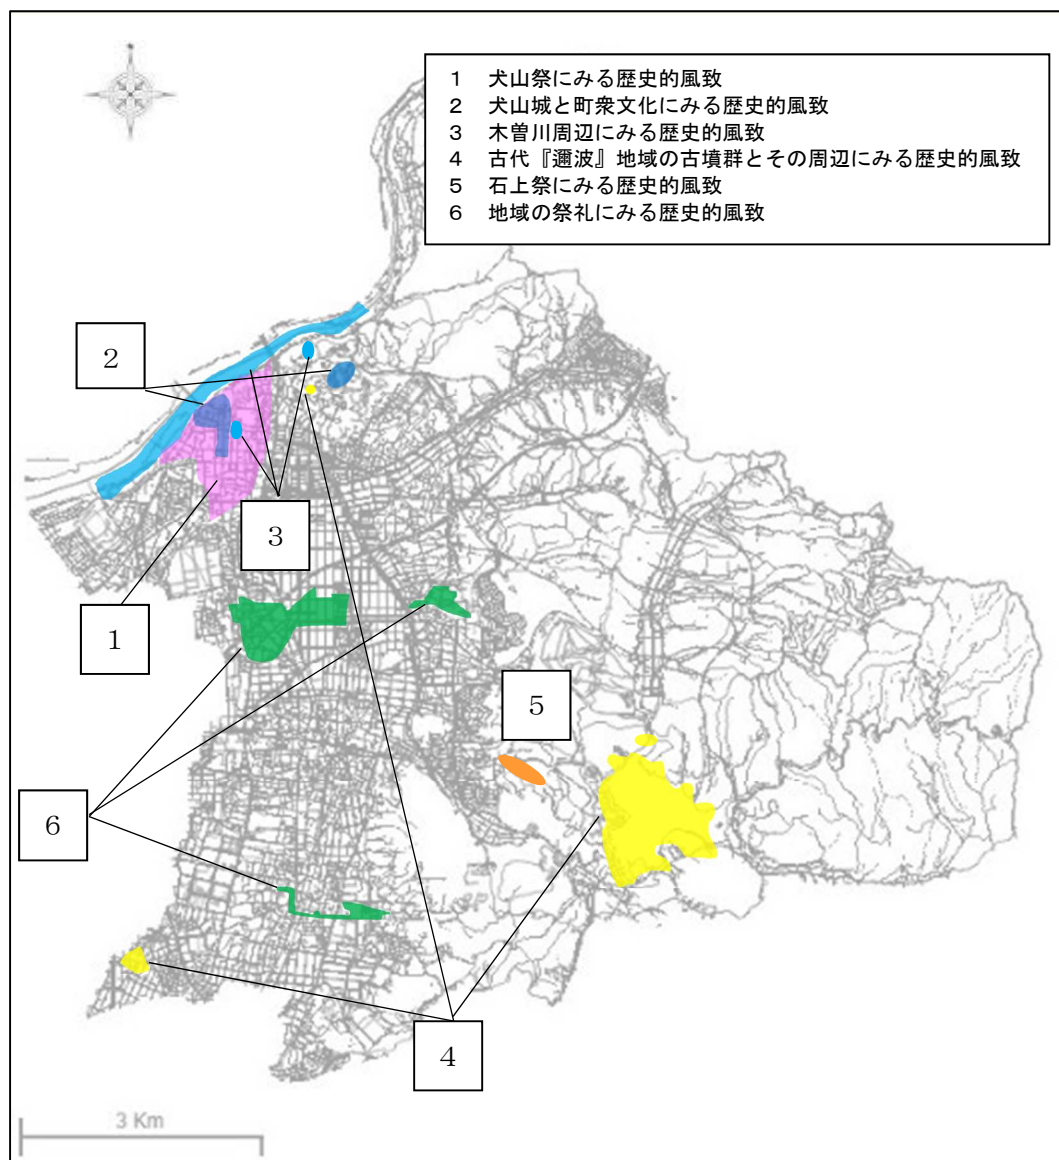 1 犬山祭にみる歴史的風致
2 犬山城と町衆文化にみる歴史的風致
3 木曽川周辺にみる歴史的風致
4 古代『邇波』地域の古墳群とその周辺にみる歴史的風致
5 石上祭にみる歴史的風致
6 地域の祭礼にみる歴史的風致
2
3
1
5
6
4
3 Km